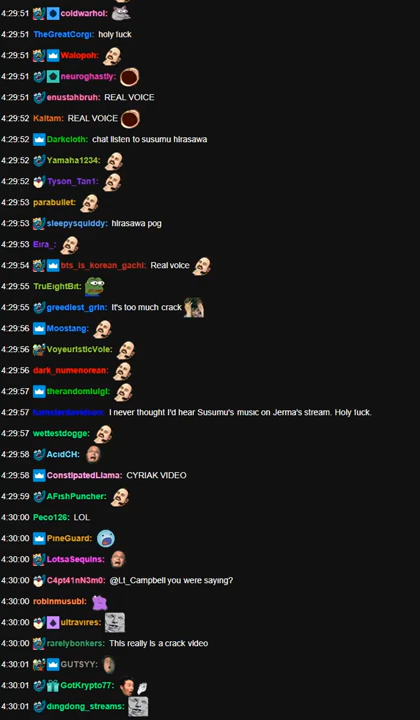 4:29:51 coldwarhol:
4:29:51 TheGreatCorgi: holy fuck
4:29:51 Walopoh:
4:29:51 neuroghastly:
4:29:51 enustahbruh: REAL VOICE
4:29:52 Kaltam: REAL VOICE
4:29:52 Darkcloth: chat listen to susumu hirasawa
4:29:52 Yamaha1234:
4:29:52 Tyson_Tan1:
4:29:53 parabullet:
4:29:53 sleepysquiddy: hirasawa pog
4:29:53 Eira_:
4:29:54 bts_is_korean_gachi: Real voice
4:29:55 TruEightBit:
4:29:55 greediest_grin: It's too much crack
4:29:56 Moostang:
4:29:56 VoyeuristicVole:
4:29:56 dark_numenorean:
4:29:57 therandomluigi:
4:29:57 I never thought I'd hear Susumu's music on Jerma's stream. Holy fuck.
4:29:57 wettestdogge:
4:29:58 AcidCH:
4:29:58 ConstipatedLlama: CYRIAK VIDEO
4:29:59 AFishPuncher:
4:30:00 Peco126: LOL
4:30:00 PineGuard:
4:30:00 LotsaSequins:
4:30:00 C4pt41nN3m0: @Lt_Campbell you were saying?
4:30:00 robinmusubi:
4:30:00 ultravires:
4:30:00 rarelybonkers: This really is a crack video
4:30:01 GUTSYY:
4:30:01 GotKrypto77:
4:30:01 dingdong_streams: